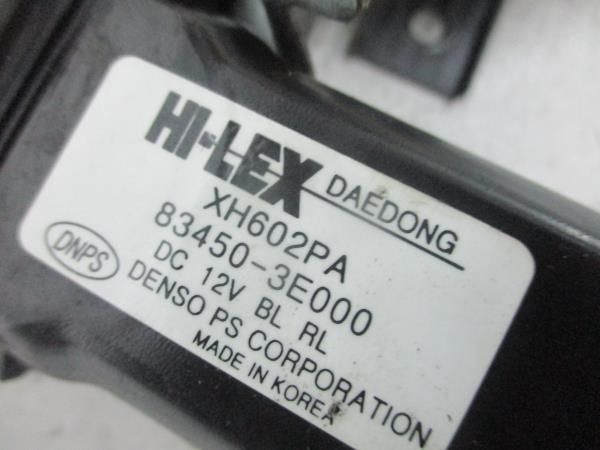 HI-LEX DAEDONG
XH602PA
83450-3E000
DC 12V BL RL
DENSO PS CORPORATION
MADE IN KOREA
DNPS